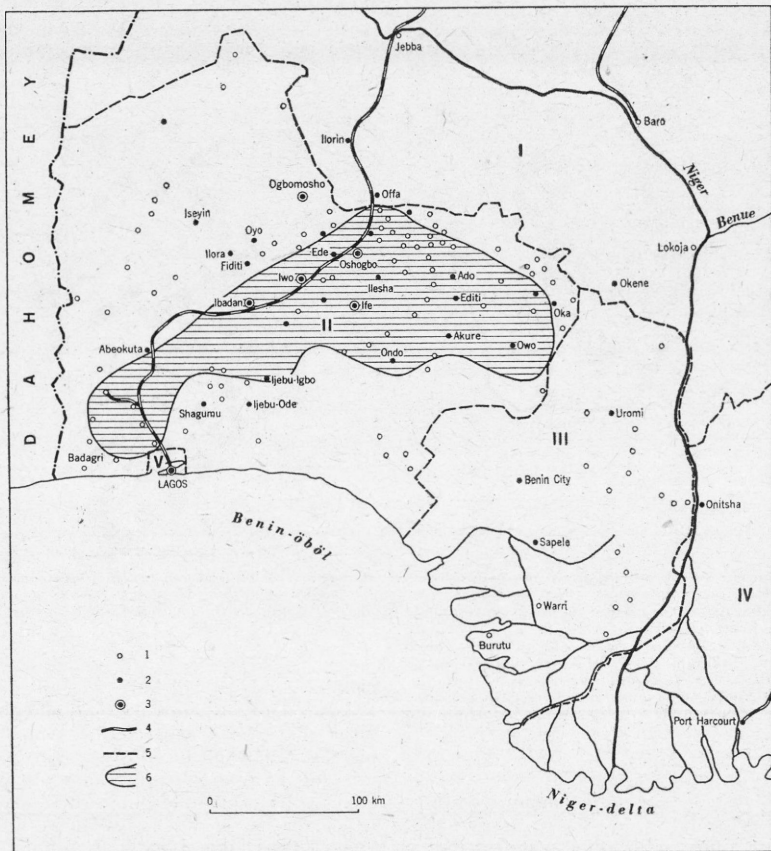 Jebba
Baro
DAHOMEY
Ilorin
I
Niger
Benue
Ogbomosho
Offa
Iseyin
Oyo
Lokoja
Ilora
Ede
Oshogbo
Fiditi
Iwo
Ilesha
Ado
Okene
Ibadan
Ife
Editi
Oka
II
Abeokuta
Akure
Owo
Ondo
Ijebu-Igbo
Shagumu
Ijebu-Ode
Uromi
III
Badagri
V
LAGOS
Benin City
Onitsha
Benin-öböl
Sapele
IV
Warri
Burutu
1
2
3
4
5
6
Port Harcourt
0 100 km
Niger-delta